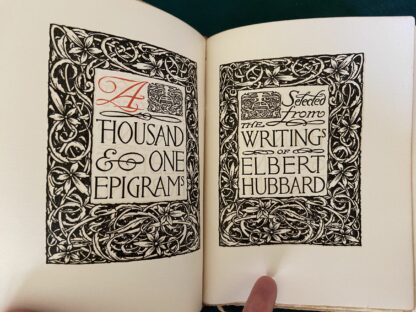 A
HOUSAND
& ONE
EPIGRAMS
Selected
from
THE
WRITINGS
OF
ELBERT
HUBBARD